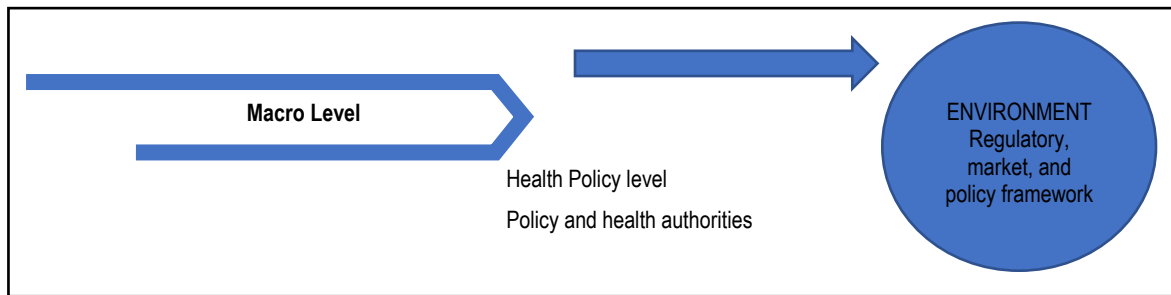 Macro Level
Health Policy level
Policy and health authorities
ENVIRONMENT
Regulatory,
market, and
policy framework